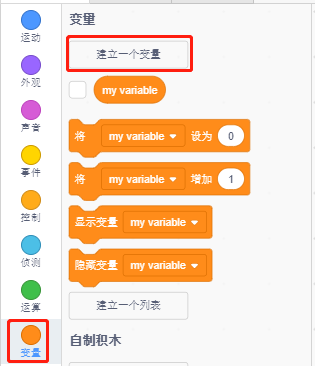 运动
外观
声音
事件
控制
侦测
运算
变量
变量
建立一个变量
my variable
将 my variable 设为 0
将 my variable 增加 1
显示变量 my variable
隐藏变量 my variable
建立一个列表
自制积木